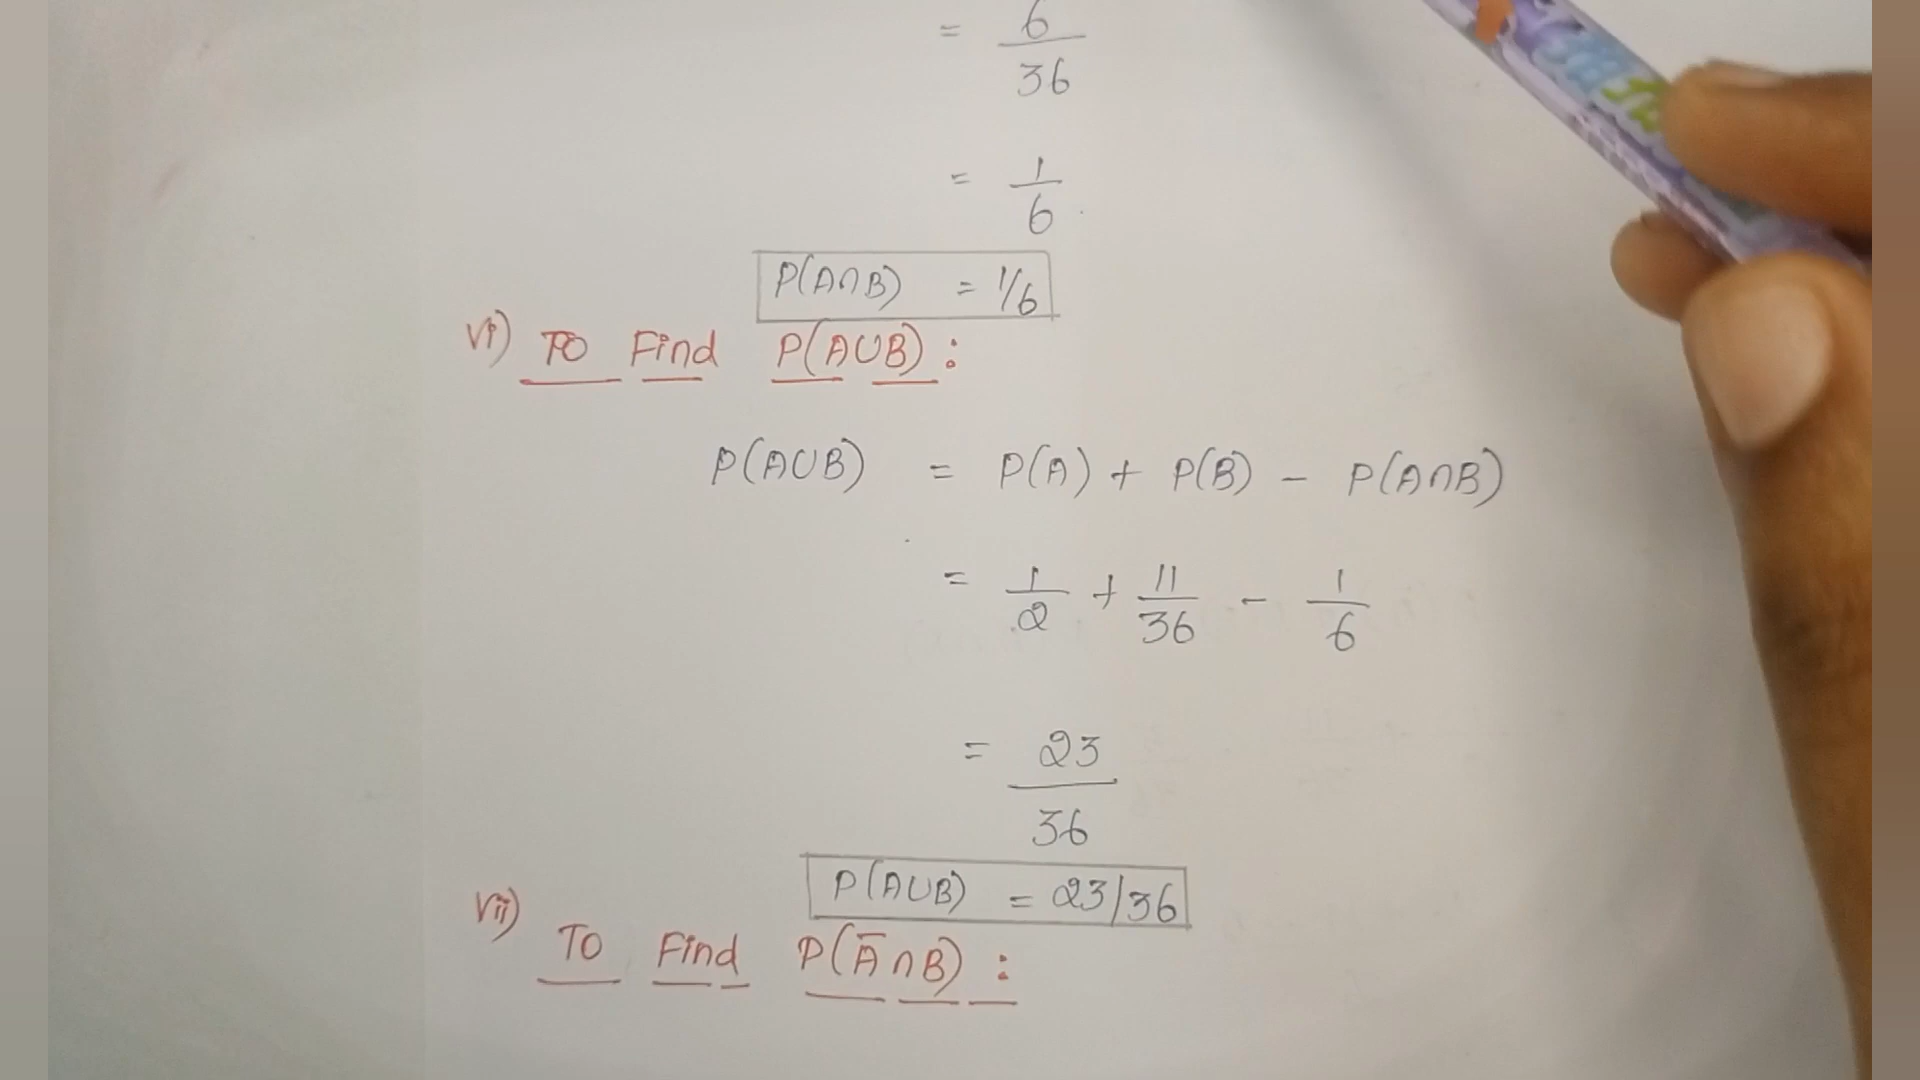 = 6/36
= 1/6
P(A∩B) = 1/6
vi) TO Find P(A∪B) :
P(A∪B) = P(A) + P(B) - P(A∩B)
= 1/2 + 11/36 - 1/6
= 23/36
P(A∪B) = 23/36
vii) TO Find P(A̅∩B) :